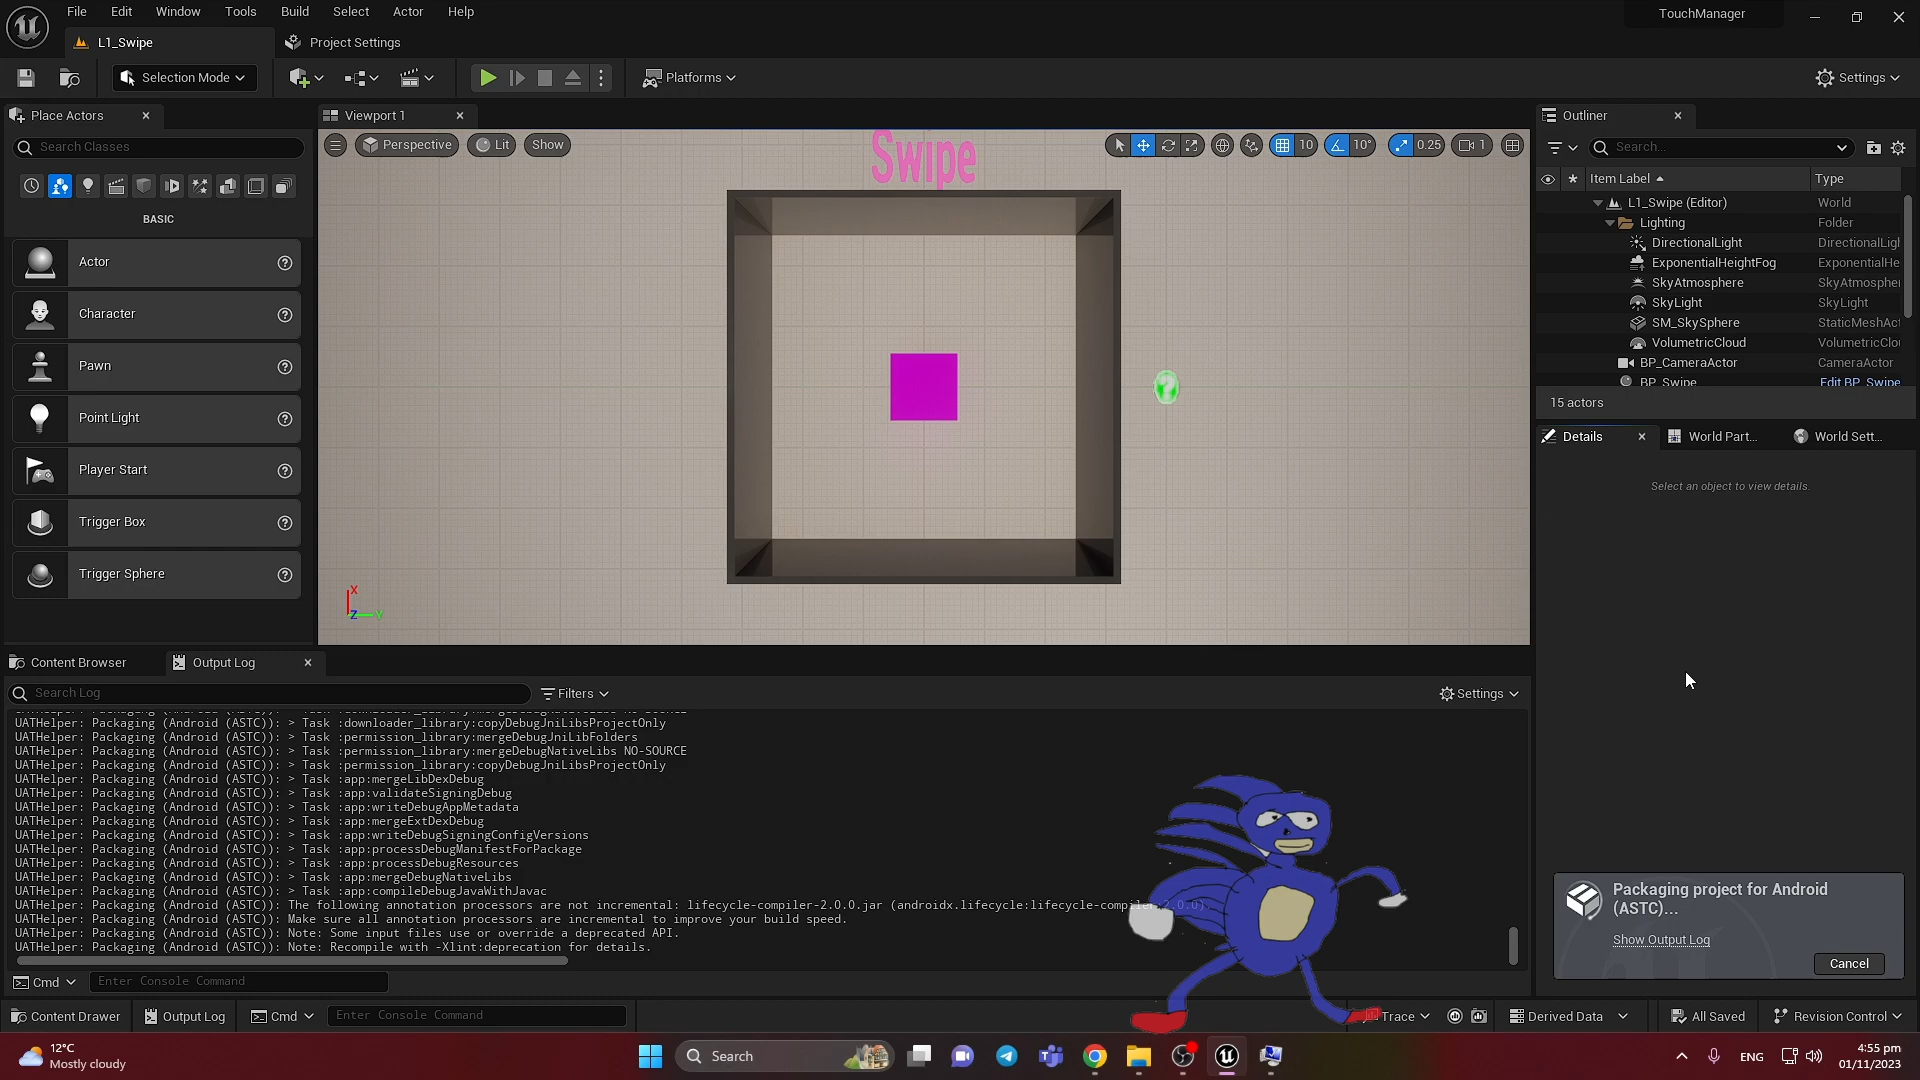 File Edit Window Tools Build Select Actor Help
TouchManager
L1_Swipe
Project Settings
Selection Mode
Platforms
Settings
Place Actors
Viewport 1
Outliner
Search Classes
Perspective Lit Show
10 10° 0.25 1
Search...
Item Label Type
BASIC
Actor
Character
Pawn
Point Light
Player Start
Trigger Box
Trigger Sphere
Swipe
X
Z Y
L1_Swipe (Editor) World
Lighting Folder
DirectionalLight DirectionalLigh
ExponentialHeightFog ExponentialHe
SkyAtmosphere SkyAtmospher
SkyLight SkyLight
SM_SkySphere StaticMeshAct
VolumetricCloud VolumetricClou
BP_CameraActor CameraActor
BP_Swipe Edit BP_Swipe
15 actors
Details World Part... World Sett...
Select an object to view details.
Content Browser Output Log
Search Log Filters Settings
UATHelper: Packaging (Android (ASTC)): > Task :downloader_library:copyDebugJniLibsProjectOnly
UATHelper: Packaging (Android (ASTC)): > Task :permission_library:mergeDebugJniLibFolders
UATHelper: Packaging (Android (ASTC)): > Task :permission_library:mergeDebugNativeLibs NO-SOURCE
UATHelper: Packaging (Android (ASTC)): > Task :permission_library:copyDebugJniLibsProjectOnly
UATHelper: Packaging (Android (ASTC)): > Task :app:mergeLibDexDebug
UATHelper: Packaging (Android (ASTC)): > Task :app:validateSigningDebug
UATHelper: Packaging (Android (ASTC)): > Task :app:writeDebugAppMetadata
UATHelper: Packaging (Android (ASTC)): > Task :app:mergeExtDexDebug
UATHelper: Packaging (Android (ASTC)): > Task :app:writeDebugSigningConfigVersions
UATHelper: Packaging (Android (ASTC)): > Task :app:processDebugManifestForPackage
UATHelper: Packaging (Android (ASTC)): > Task :app:processDebugResources
UATHelper: Packaging (Android (ASTC)): > Task :app:mergeDebugNativeLibs
UATHelper: Packaging (Android (ASTC)): > Task :app:compileDebugJavaWithJavac
UATHelper: Packaging (Android (ASTC)): The following annotation processors are not incremental: lifecycle-compiler-2.0.0.jar (androidx.lifecycle:lifecycle-compiler:2.0.0).
UATHelper: Packaging (Android (ASTC)): Make sure all annotation processors are incremental to improve your build speed.
UATHelper: Packaging (Android (ASTC)): Note: Some input files use or override a deprecated API.
UATHelper: Packaging (Android (ASTC)): Note: Recompile with -Xlint:deprecation for details.
Cmd Enter Console Command
Packaging project for Android
(ASTC)...
Show Output Log
Cancel
Content Drawer Output Log Cmd Enter Console Command Trace Derived Data All Saved Revision Control
12°C
Mostly cloudy
Search
ENG
4:55 pm
01/11/2023